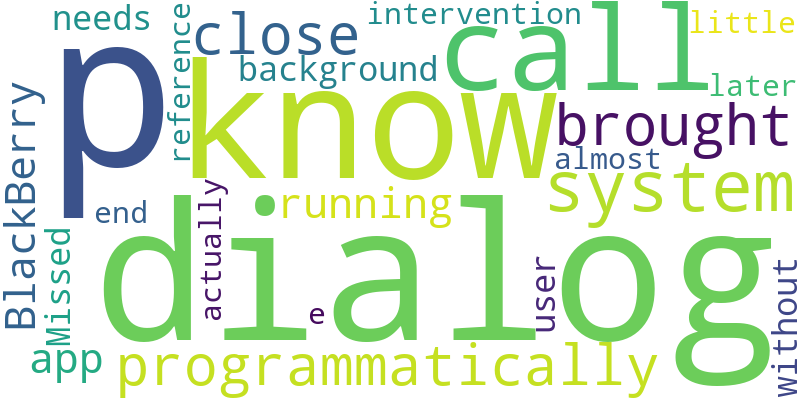 needs
reference
close
intervention
little
p
call
background
know
later
BlackBerry
brought
almost
system
running
end
actually
Missed
dialog
user
without
e
app
programmatically